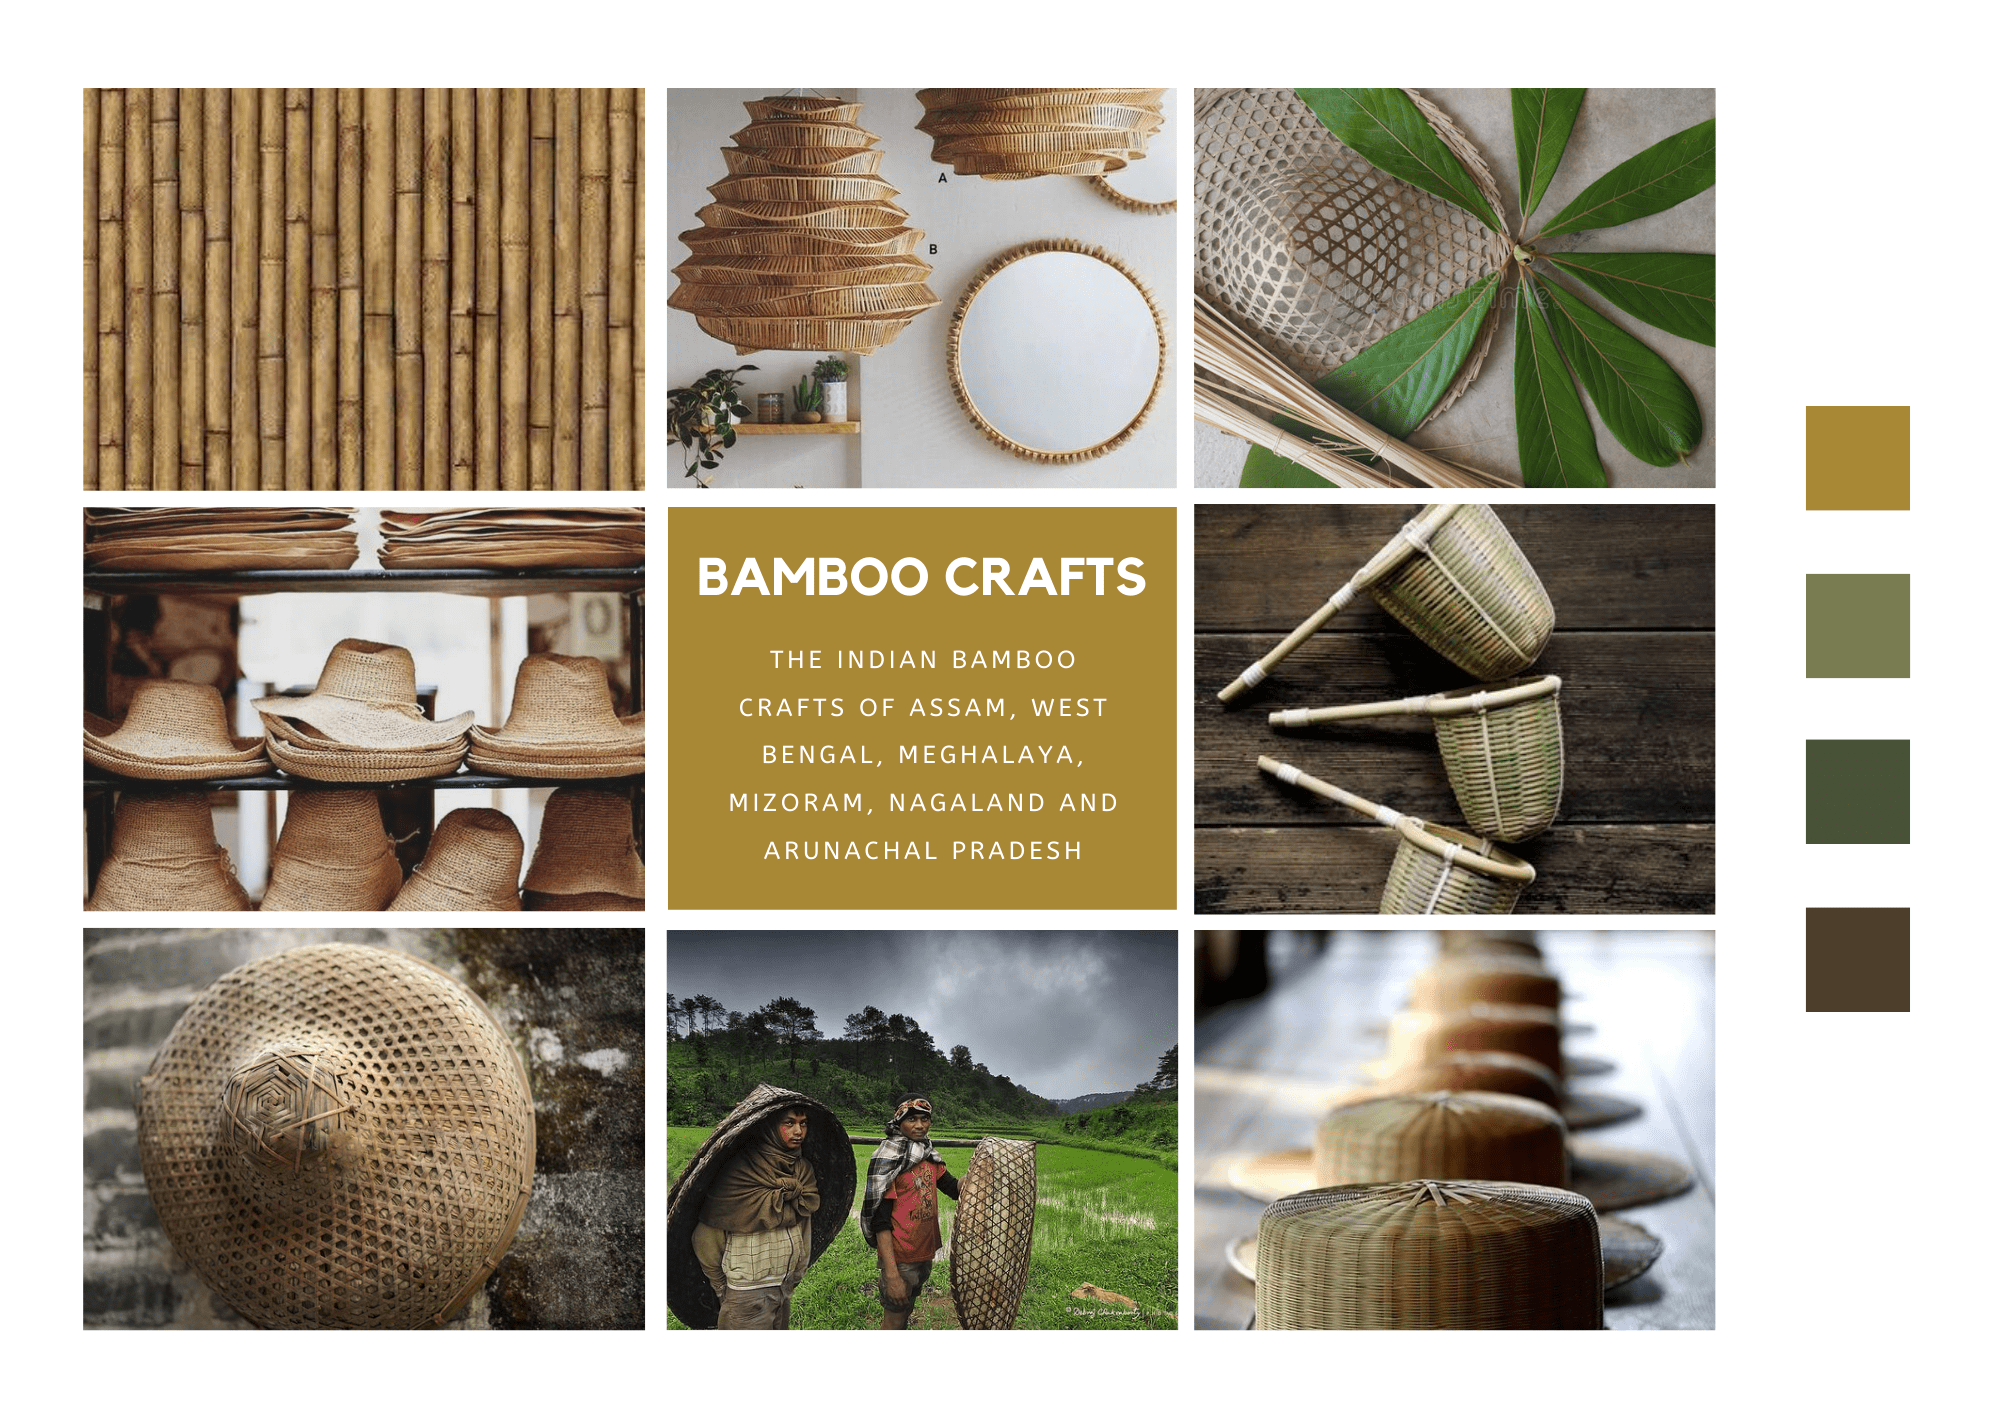 A
B
BAMBOO CRAFTS
THE INDIAN BAMBOO
CRAFTS OF ASSAM, WEST
BENGAL, MEGHALAYA,
MIZORAM, NAGALAND AND
ARUNACHAL PRADESH